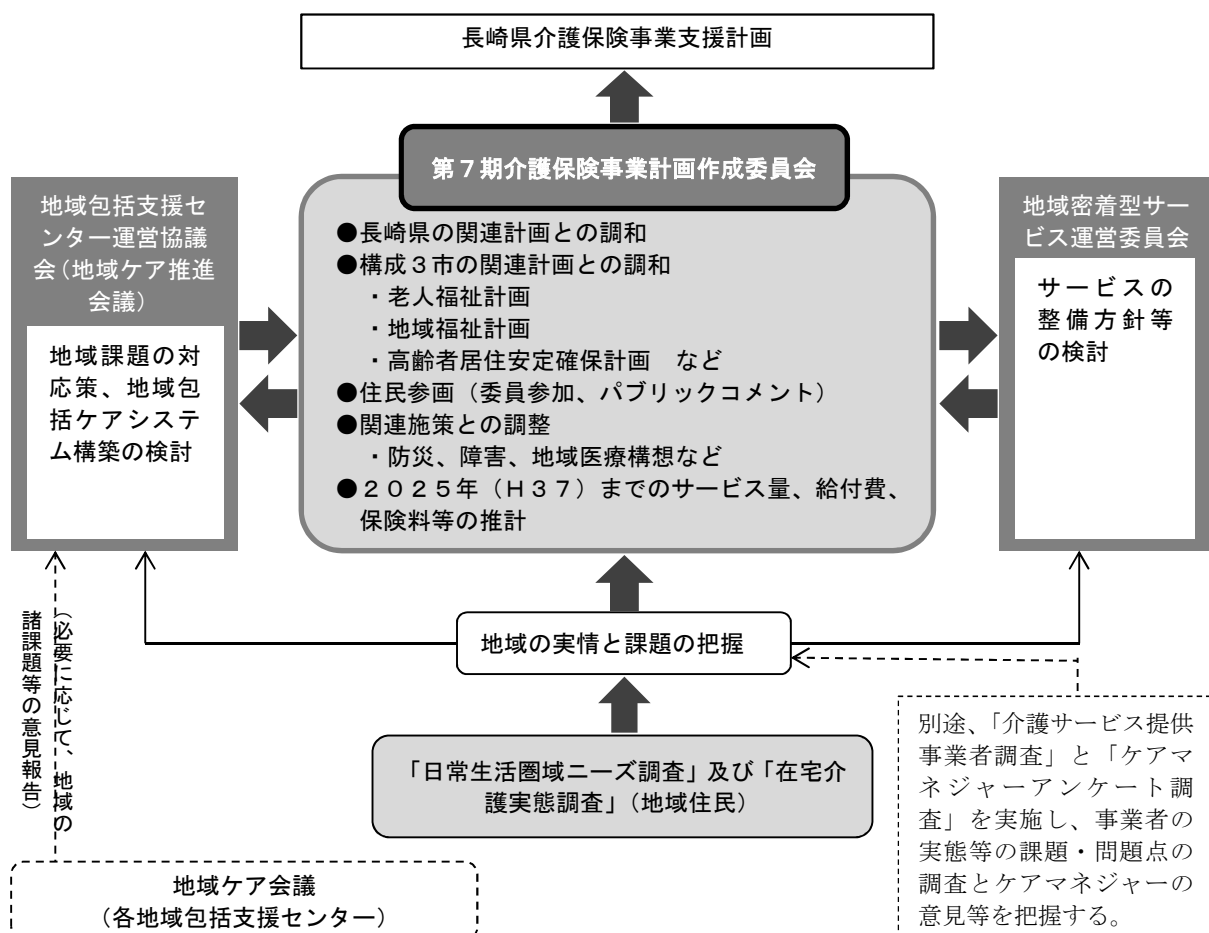 長崎県介護保険事業支援計画
第７期介護保険事業計画作成委員会
地域包括支援セ
ンター運営協議
会（地域ケア推進
会議）
地域課題の対
応策、地域包
括ケアシステ
ム構築の検討
●長崎県の関連計画との調和
●構成３市の関連計画との調和
・老人福祉計画
・地域福祉計画
・高齢者居住安定確保計画　など
●住民参画（委員参加、パブリックコメント）
●関連施策との調整
・防災、障害、地域医療構想など
●２０２５年（Ｈ３７）までのサービス量、給付費、
保険料等の推計
地域密着型サー
ビス運営委員会
サービスの
整備方針等
の検討
（必要に応じて、地域の
諸課題等の意見報告）
地域の実情と課題の把握
「日常生活圏域ニーズ調査」及び「在宅介
護実態調査」（地域住民）
別途、「介護サービス提供
事業者調査」と「ケアマ
ネジャーアンケート調
査」を実施し、事業者の
実態等の課題・問題点の
調査とケアマネジャーの
意見等を把握する。
地域ケア会議
（各地域包括支援センター）